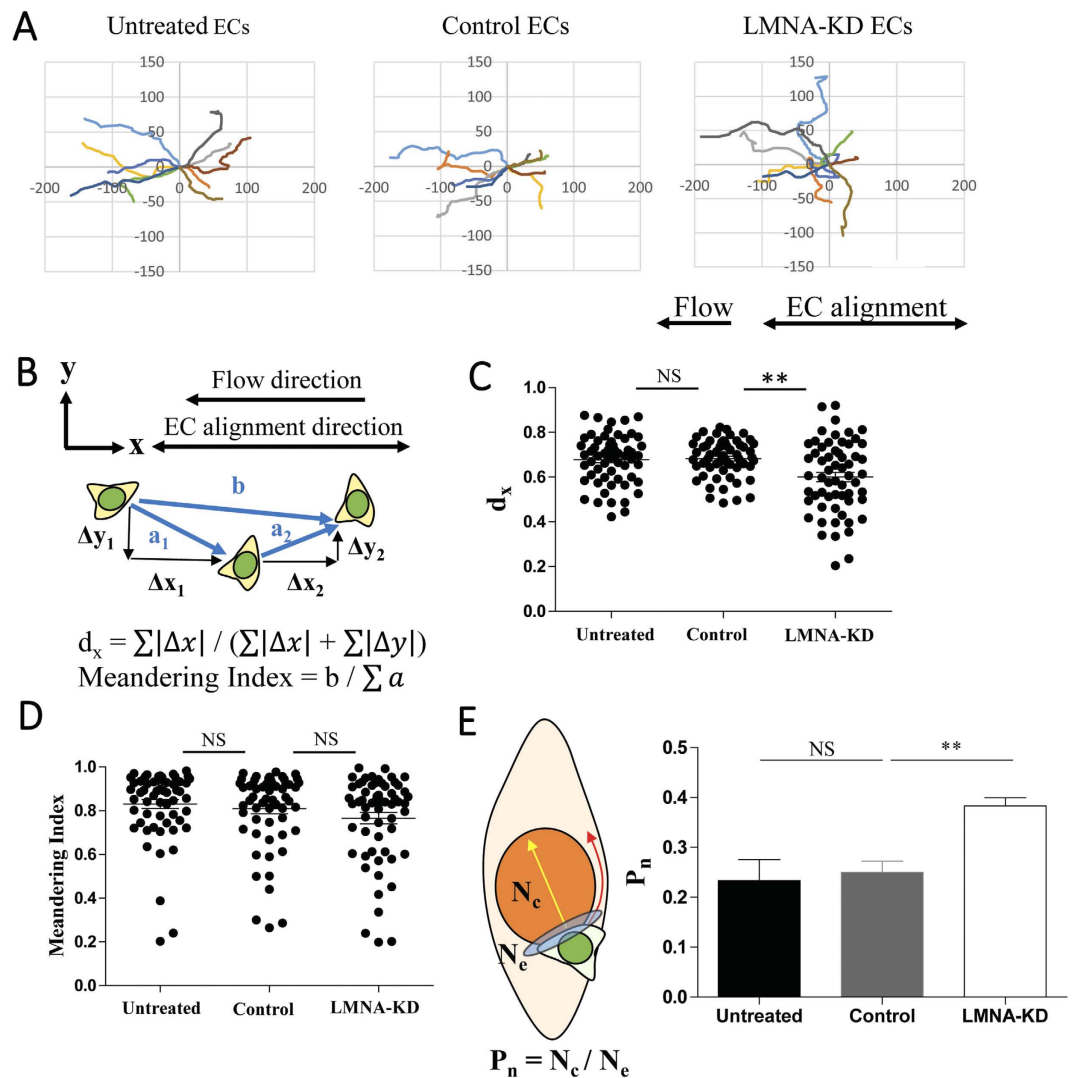 A
Untreated ECs
Control ECs
LMNA-KD ECs
150
100
50
0
-200 -100 0 100 200
-50
-100
-150
150
100
50
0
-200 -100 0 100 200
-50
-100
-150
150
100
50
0
-200 -100 0 100 200
-50
-100
-150
Flow
EC alignment
B
y
x
Flow direction
EC alignment direction
b
a1
a2
Δy1
Δx1
Δx2
Δy2
dx = ∑|Δx| / (∑|Δx| + ∑|Δy|)
Meandering Index = b / ∑ a
C
NS
**
dx
1.0
0.8
0.6
0.4
0.2
0.0
Untreated Control LMNA-KD
D
NS
NS
Meandering Index
1.0
0.8
0.6
0.4
0.2
0.0
Untreated Control LMNA-KD
E
Nc
Ne
Pn = Nc / Ne
NS
**
Pn
0.5
0.4
0.3
0.2
0.1
0.0
Untreated Control LMNA-KD